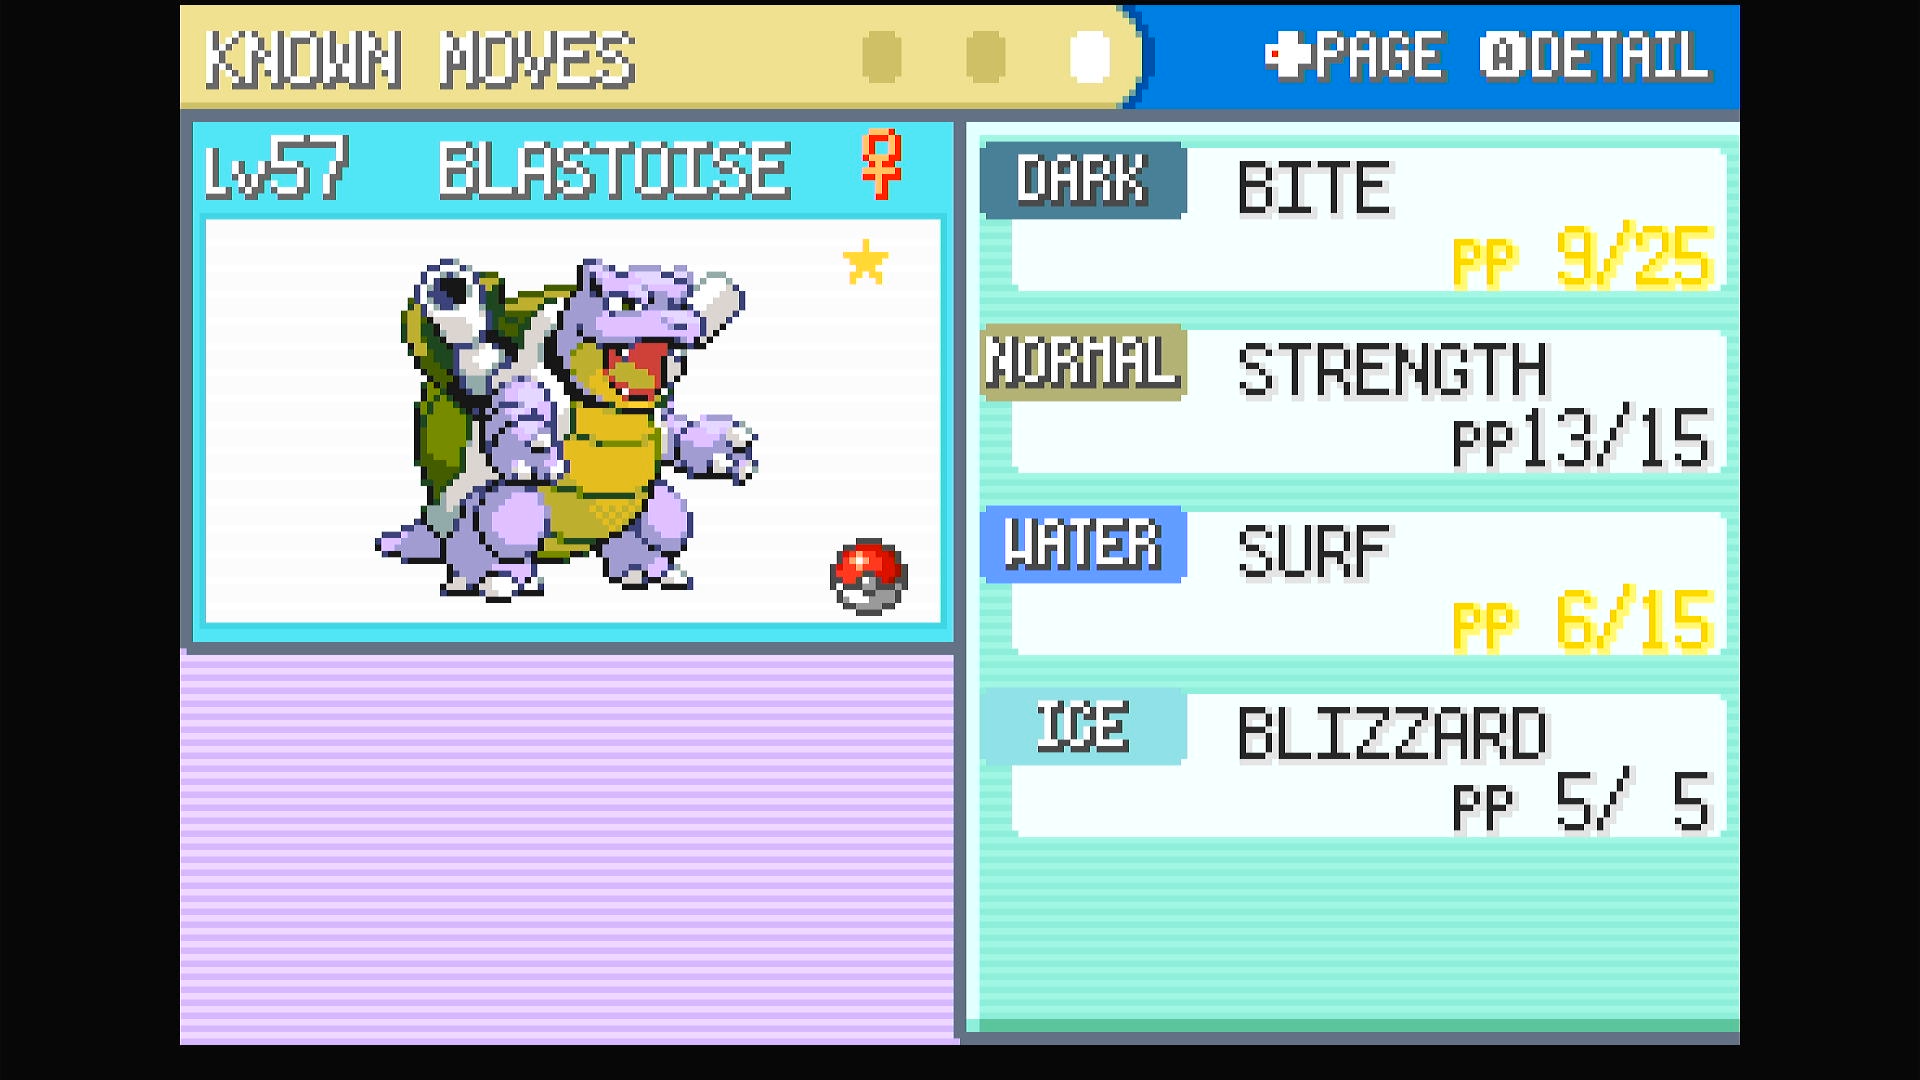 KNOWN MOVES
PAGE ADETAIL
Lv57 BLASTOISE ♀
DARK BITE
PP 9/25
NORMAL STRENGTH
PP13/15
WATER SURF
PP 6/15
ICE BLIZZARD
PP 5/ 5